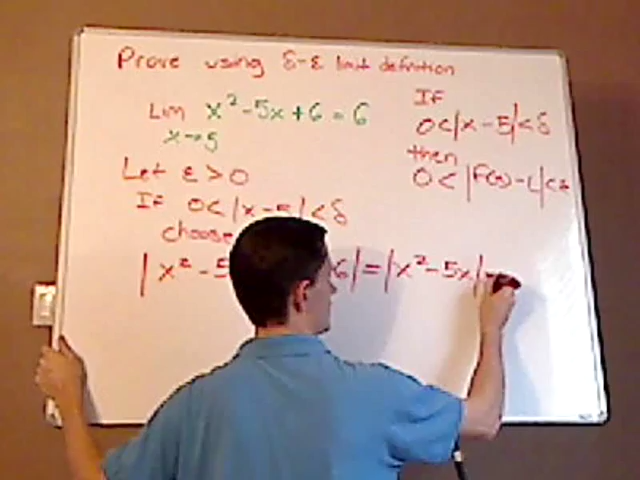 Prove using δ-ε limit definition
Lim x² - 5x + 6 = 6
x→5
Let ε > 0
If 0 < |x - 5| < δ
choose
|x² - 5 6| = |x² - 5x| =
If
0 < |x - 5| < δ
then
0 < |f(x) - L| < ε